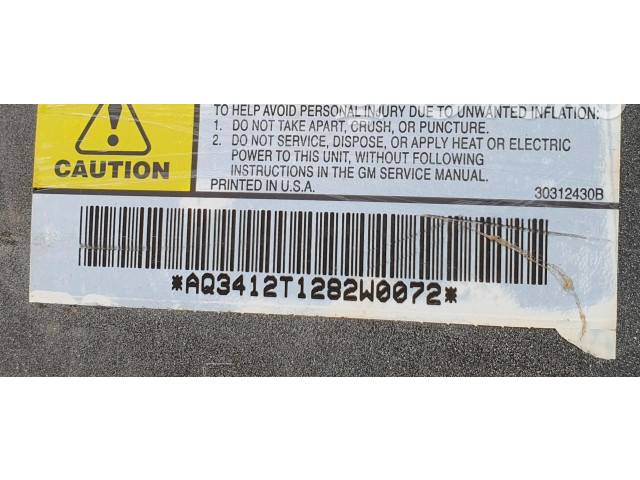 TO HELP AVOID PERSONAL INJURY DUE TO UNWANTED INFLATION:
1. DO NOT TAKE APART, CRUSH, OR PUNCTURE.
2. DO NOT SERVICE, DISPOSE, OR APPLY HEAT OR ELECTRIC
POWER TO THIS UNIT, WITHOUT FOLLOWING
INSTRUCTIONS IN THE GM SERVICE MANUAL.
PRINTED IN U.S.A. 30312430B
CAUTION
*AQ3412T1282W0072*